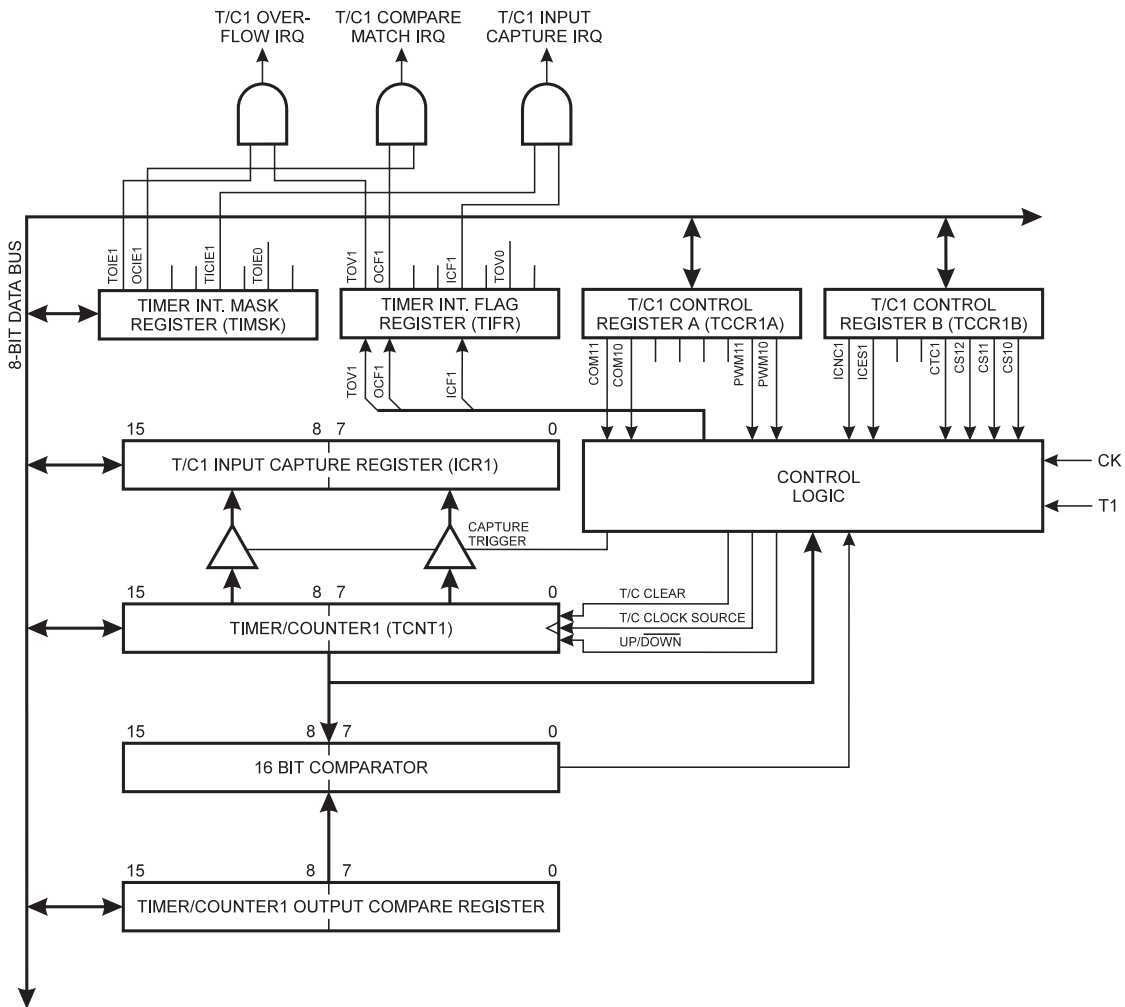 T/C1 OVER-
FLOW IRQ
T/C1 COMPARE
MATCH IRQ
T/C1 INPUT
CAPTURE IRQ
8-BIT DATA BUS
TOIE1
OCIE1
TICIE1
TOIE0
TOV1
OCF1
ICF1
TOV0
TIMER INT. MASK
REGISTER (TIMSK)
TIMER INT. FLAG
REGISTER (TIFR)
T/C1 CONTROL
REGISTER A (TCCR1A)
T/C1 CONTROL
REGISTER B (TCCR1B)
TOV1
OCF1
ICF1
COM11
COM10
PWM11
PWM10
ICNC1
ICES1
CTC1
CS12
CS11
CS10
15 8 7 0
T/C1 INPUT CAPTURE REGISTER (ICR1)
CONTROL
LOGIC
CK
T1
CAPTURE
TRIGGER
15 8 7 0
TIMER/COUNTER1 (TCNT1)
T/C CLEAR
T/C CLOCK SOURCE
UP/DOWN
15 8 7 0
16 BIT COMPARATOR
15 8 7 0
TIMER/COUNTER1 OUTPUT COMPARE REGISTER